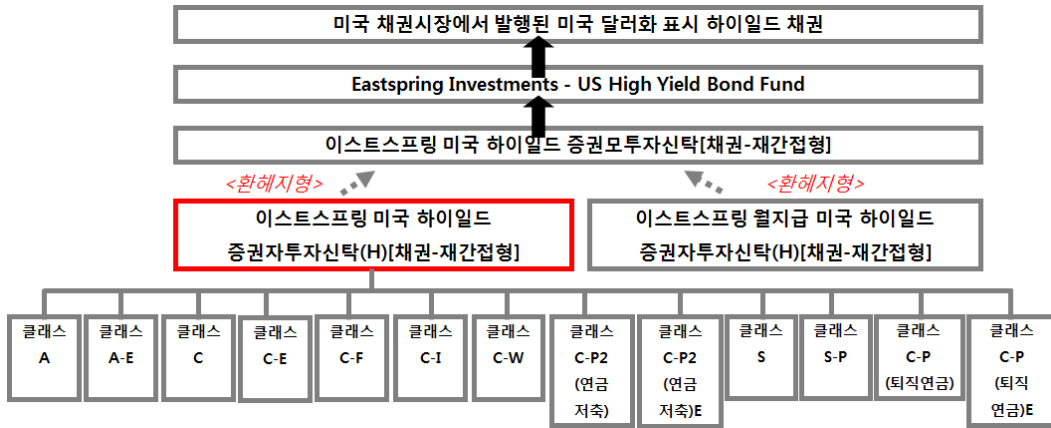 미국 채권시장에서 발행된 미국 달러화 표시 하이일드 채권
Eastspring Investments - US High Yield Bond Fund
이스트스프링 미국 하이일드 증권모투자신탁[채권-재간접형]
<환헤지형>
<환헤지형>
이스트스프링 미국 하이일드
증권자투자신탁(H)[채권-재간접형]
이스트스프링 월지급 미국 하이일드
증권자투자신탁(H)[채권-재간접형]
클래스
A
클래스
A-E
클래스
C
클래스
C-E
클래스
C-F
클래스
C-I
클래스
C-W
클래스
C-P2
(연금
저축)
클래스
C-P2
(연금
저축)E
클래스
S
클래스
S-P
클래스
C-P
(퇴직연금)
클래스
C-P
(퇴직
연금)E